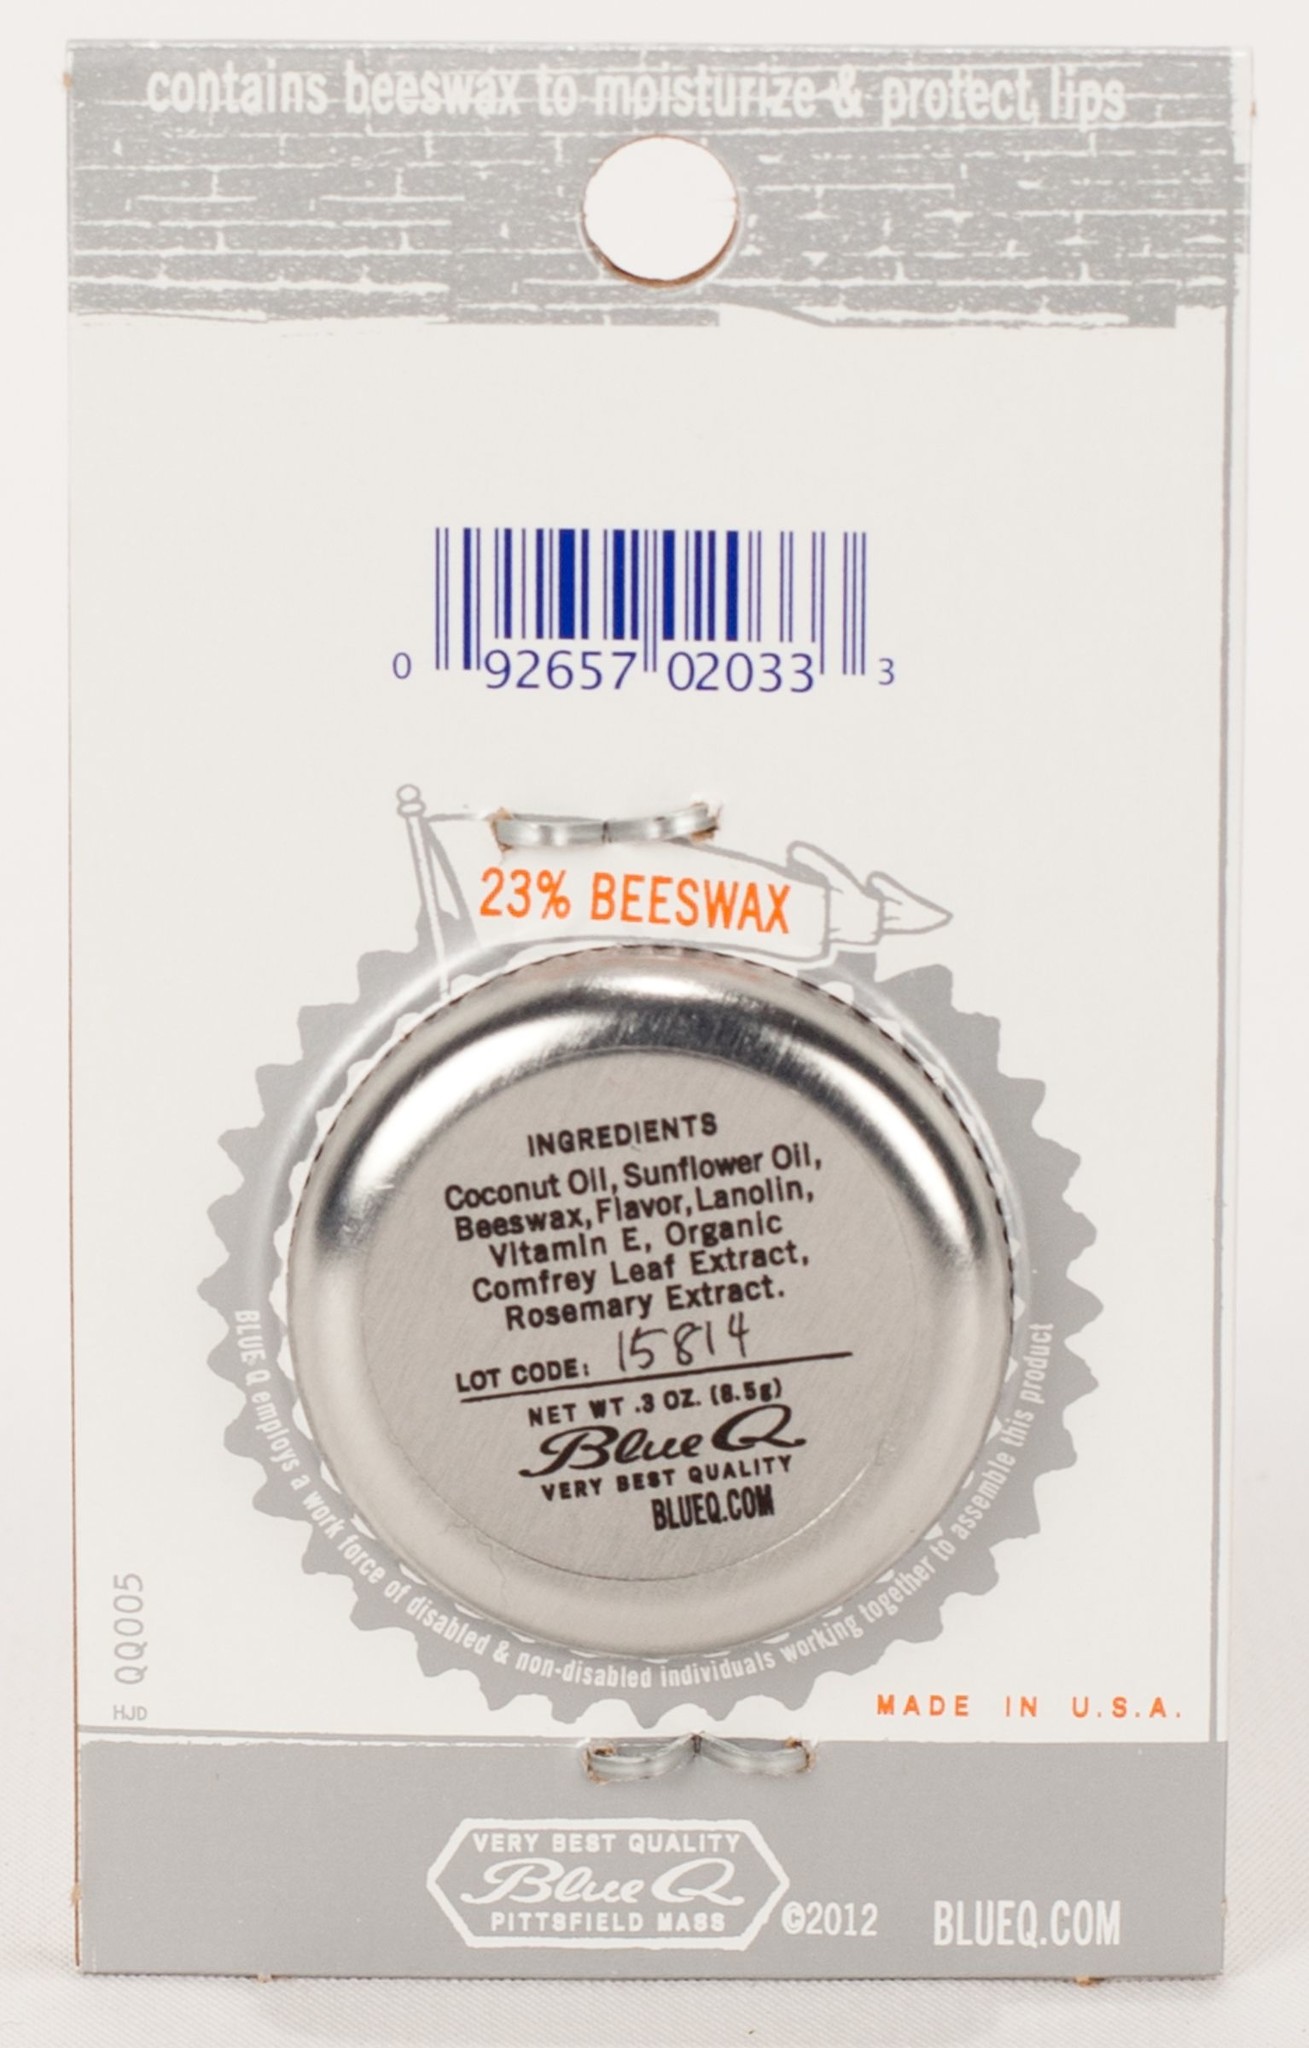 contains beeswax to moisturize & protect lips
0 92657 02033 3
23% BEESWAX
INGREDIENTS
Coconut Oil, Sunflower Oil,
Beeswax, Flavor, Lanolin,
Vitamin E, Organic
Comfrey Leaf Extract,
Rosemary Extract.
LOT CODE: 15814
NET WT .3 OZ. (8.5g)
Blue Q
VERY BEST QUALITY
BLUEQ.COM
BLUE Q employs a work force of disabled & non-disabled individuals working together to assemble this product
QQ005
HJD
MADE IN U.S.A.
VERY BEST QUALITY
Blue Q
PITTSFIELD MASS
©2012 BLUEQ.COM